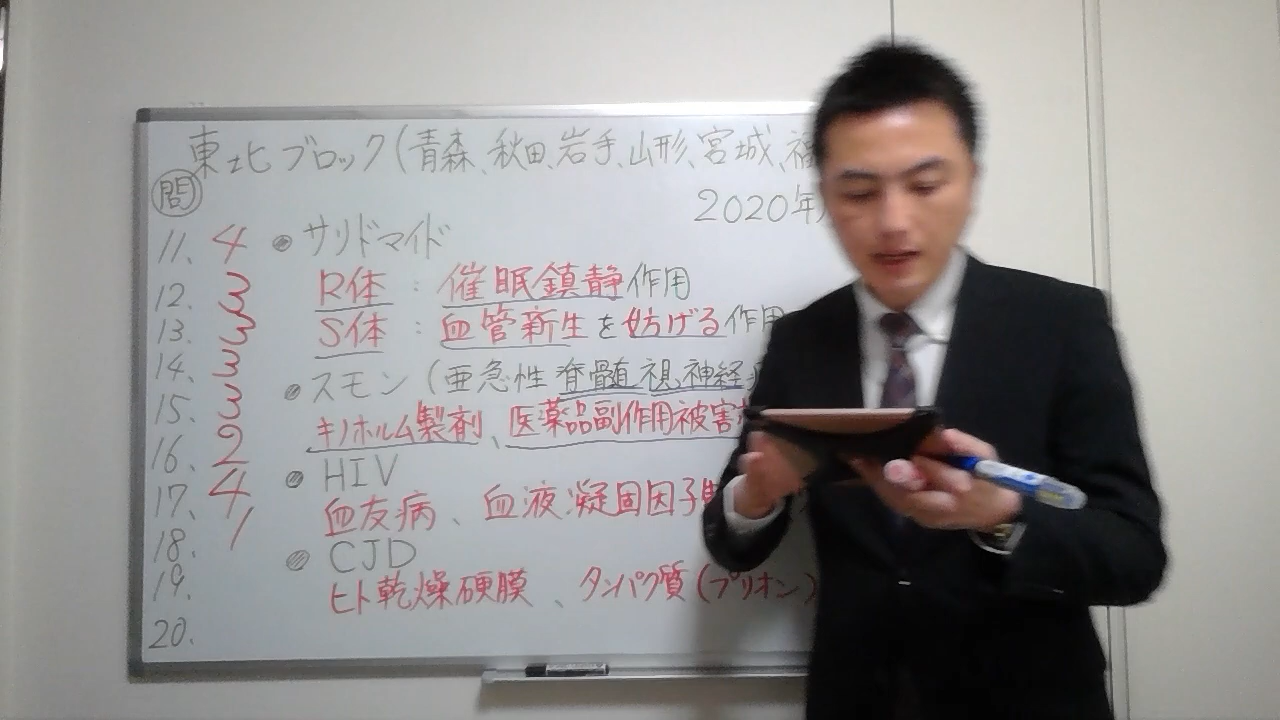 東北ブロック(青森、秋田、岩手、山形、宮城、福
2020年
問
11. 4
12. 3
13. 3
14. 3
15. 3
16. 2
17. 4
18. 1
19.
20.
サリドマイド
R体:催眠鎮静作用
S体:血管新生を妨げる作用
スモン(亜急性脊髄視神経
キノホルム製剤、医薬品副作用被害
HIV
血友病、血液凝固因子
CJD
ヒト乾燥硬膜、タンパク質(プリオン)